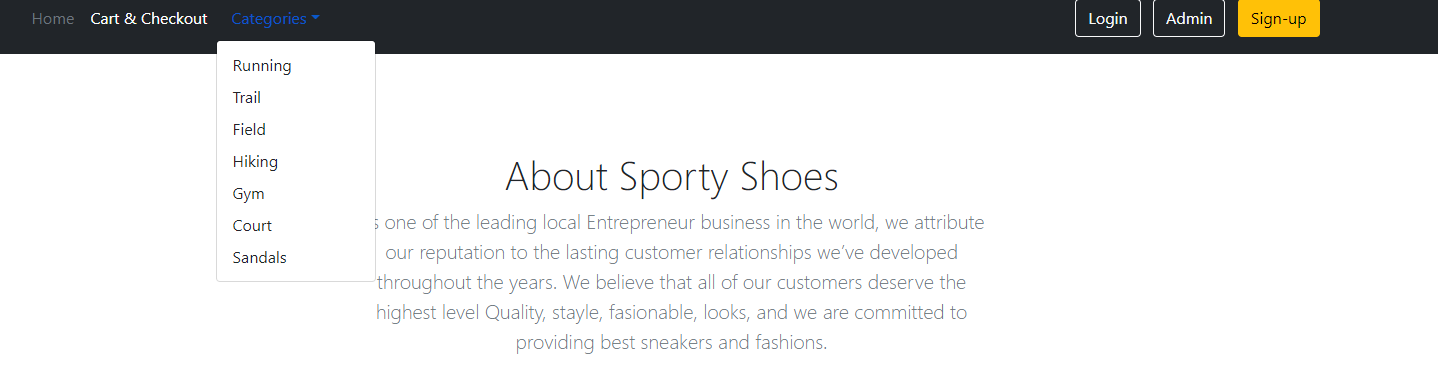 Home Cart & Checkout Categories Login Admin Sign-up
Running
Trail
Field
Hiking
Gym
Court
Sandals
About Sporty Shoes
one of the leading local Entrepreneur business in the world, we attribute
our reputation to the lasting customer relationships we’ve developed
throughout the years. We believe that all of our customers deserve the
highest level Quality, stayle, fasionable, looks, and we are committed to
providing best sneakers and fashions.